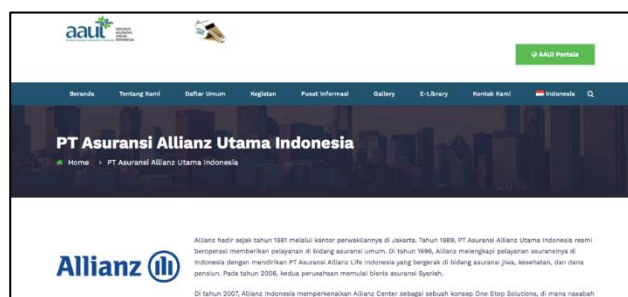 aaui
ASOSIASI
ASURANSI
UMUM
INDONESIA
AAUI Portals
Beranda Tentang Kami Daftar Umum Kegiatan Pusat Informasi Gallery E-Library Kontak Kami Indonesia
PT Asuransi Allianz Utama Indonesia
Home > PT Asuransi Allianz Utama Indonesia
Allianz
Allianz hadir sejak tahun 1981 melalui kantor perwakilannya di Jakarta. Tahun 1989, PT Asuransi Allianz Utama Indonesia resmi
beroperasi memberikan pelayanan di bidang asuransi umum. Di tahun 1996, Allianz melengkapi pelayanan asuransinya di
Indonesia dengan mendirikan PT Asuransi Allianz Life Indonesia yang bergerak di bidang asuransi jiwa, kesehatan, dan dana
pensiun. Pada tahun 2006, kedua perusahaan memulai bisnis asuransi Syariah.
Di tahun 2007, Allianz Indonesia memperkenalkan Allianz Center sebagai sebuah konsep One Stop Solutions, di mana nasabah